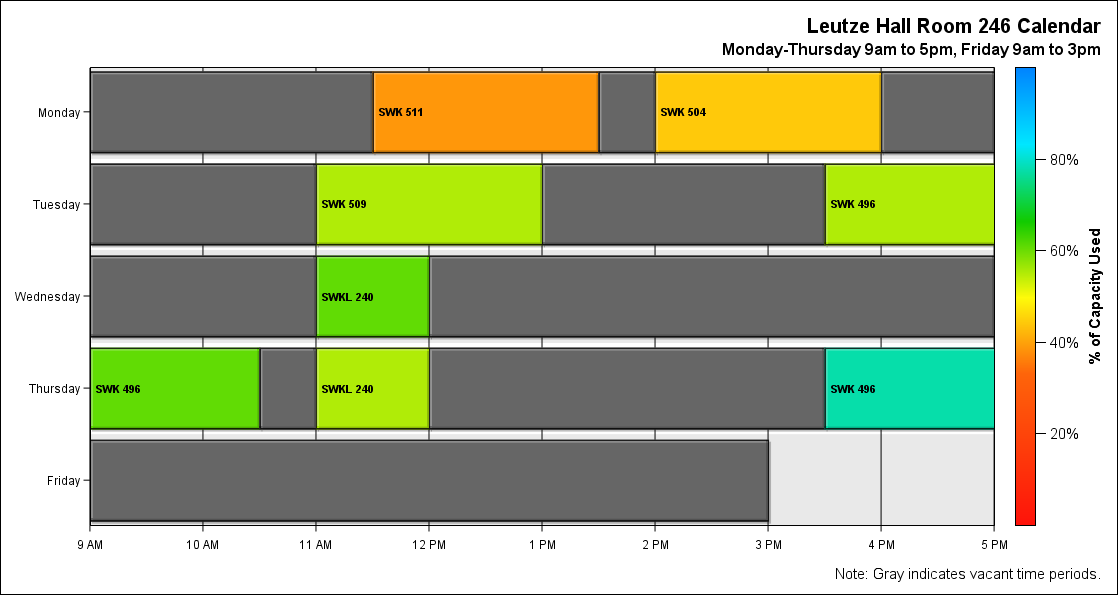 Leutze Hall Room 246 Calendar
Monday-Thursday 9am to 5pm, Friday 9am to 3pm
Monday
SWK 511
SWK 504
Tuesday
SWK 509
SWK 496
Wednesday
SWKL 240
Thursday
SWK 496
SWKL 240
SWK 496
Friday
9 AM
10 AM
11 AM
12 PM
1 PM
2 PM
3 PM
4 PM
5 PM
80%
60%
40%
20%
% of Capacity Used
Note: Gray indicates vacant time periods.